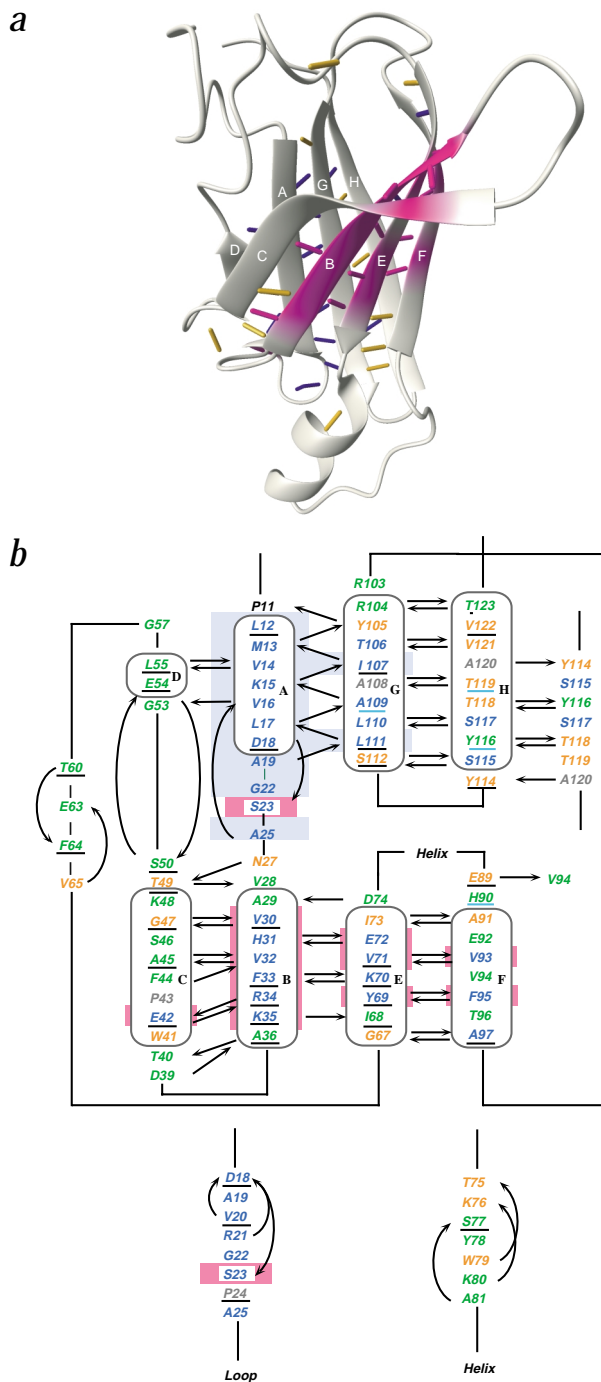 a
A
G
H
D
C
B
E
F
b
R103
P11
R104
T123
G57
L12
Y105
V122
M13
T106
V121
L55
V14
I107
A120
Y114
D
E54
K15
A
A108
G
T119
H
S115
G53
V16
A109
T118
Y116
L17
L110
S117
S117
D18
L111
Y116
T118
T60
A19
S112
S115
T119
E63
G22
Y114
A120
S23
F64
A25
V65
S50
N27
Helix
E89
V94
T49
V28
D74
H90
K48
A29
I73
A91
G47
V30
E72
E92
S46
H31
V71
V93
A45
V32
K70
V94
F44
C
F33
B
Y69
E
F95
F
P43
R34
I68
T96
E42
K35
G67
A97
W41
A36
T40
D39
D18
A19
V20
R21
G22
S23
P24
A25
Loop
T75
K76
S77
Y78
W79
K80
A81
Helix